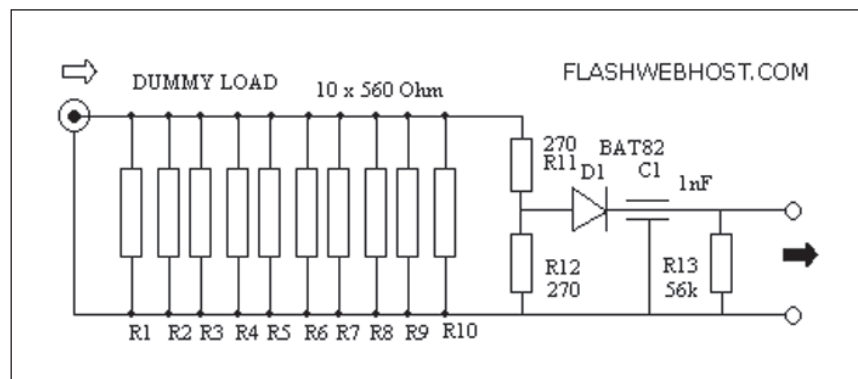 FLASHWEBHOST.COM
DUMMY LOAD
10 x 560 Ohm
270
R11
BAT82
D1
C1
1nF
R12
270
R13
56k
R1 R2 R3 R4 R5 R6 R7 R8 R9 R10